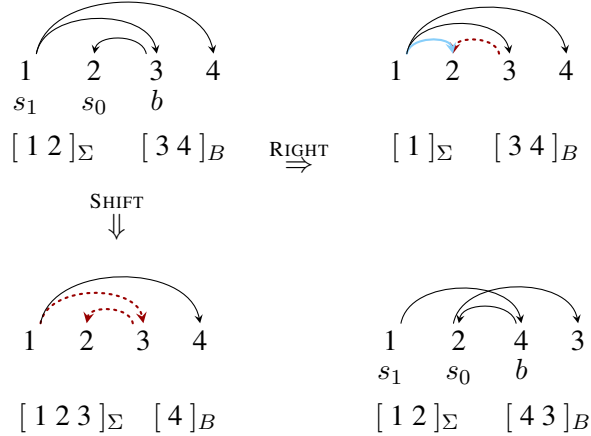 1 2 3 4
s₁ s₀ b
[ 1 2 ]Σ [ 3 4 ]B
1 2 3 4
[ 1 ]Σ [ 3 4 ]B
RIGHT
⇒
SHIFT
⇓
1 2 3 4
[ 1 2 3 ]Σ [ 4 ]B
1 2 4 3
s₁ s₀ b
[ 1 2 ]Σ [ 4 3 ]B